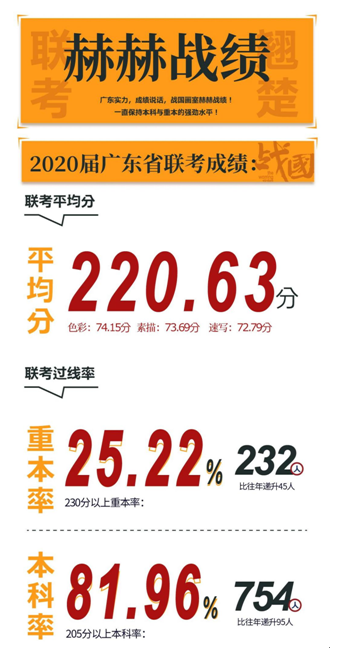 联考 翘楚
赫赫战绩
广东实力，成绩说话，战国画室赫赫战绩！
一直保持本科与重本的强劲水平！
2020届广东省联考成绩：
战國
联考平均分
平均分
220.63分
色彩：74.15分 素描：73.69分 速写：72.79分
联考过线率
重本率
25.22% 232人
比往年递升45人
230分以上重本率：
本科率
81.96% 754人
比往年递升95人
205分以上本科率：